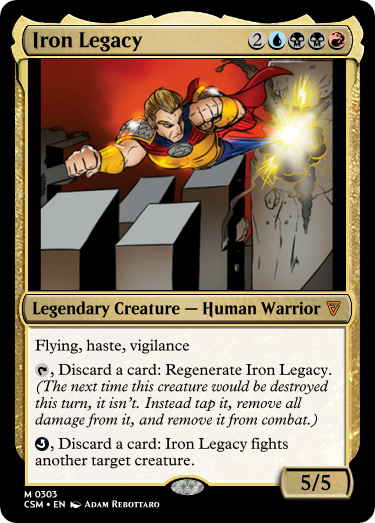 Iron Legacy 2
Legendary Creature — Human Warrior
Flying, haste, vigilance
, Discard a card: Regenerate Iron Legacy.
(The next time this creature would be destroyed
this turn, it isn't. Instead tap it, remove all
damage from it, and remove it from combat.)
, Discard a card: Iron Legacy fights
another target creature.
5/5
M 0303
CSM • EN Adam Rebottaro